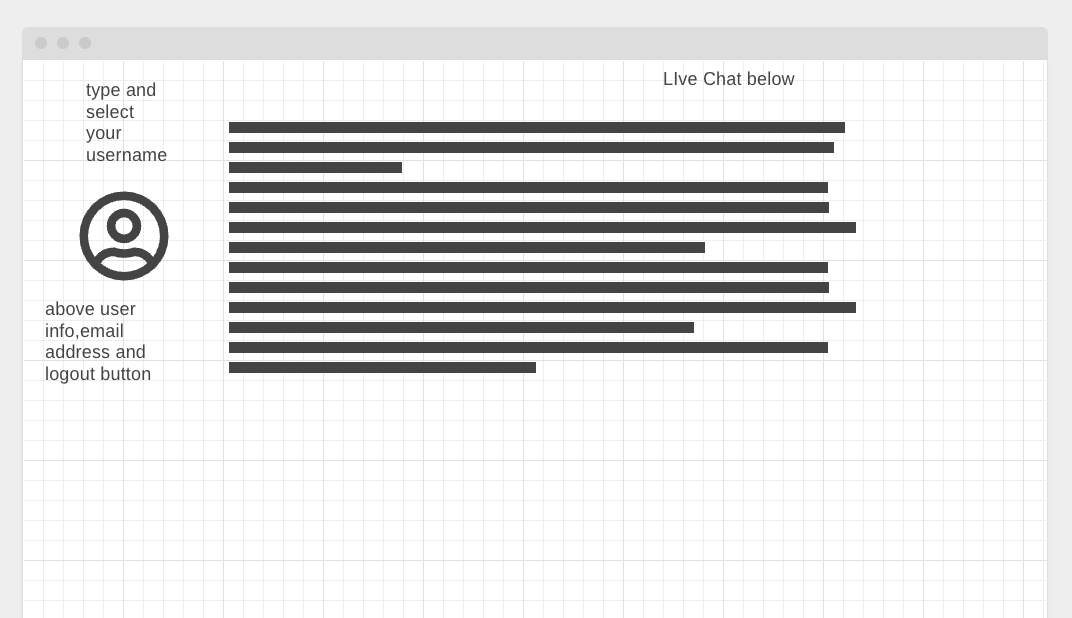 type and
select
your
username
LIve Chat below
above user
info,email
address and
logout button